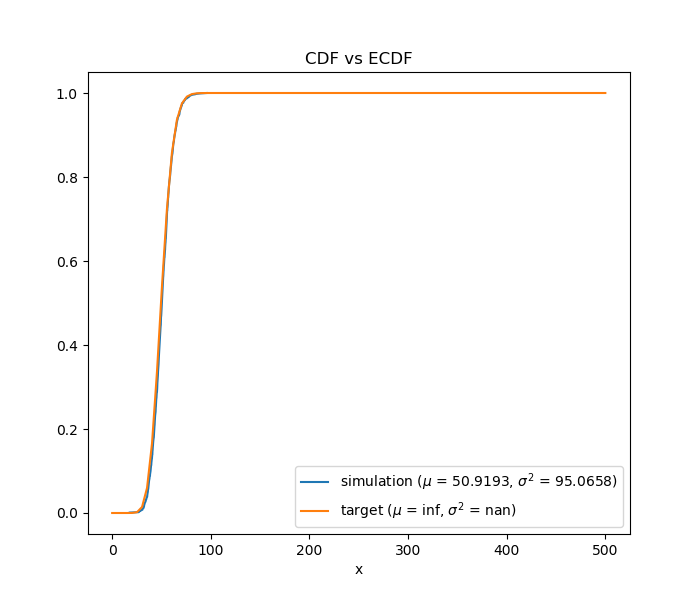 CDF vs ECDF
1.0
0.8
0.6
0.4
0.2
0.0
simulation (μ = 50.9193, σ² = 95.0658)
target (μ = inf, σ² = nan)
0 100 200 300 400 500
x